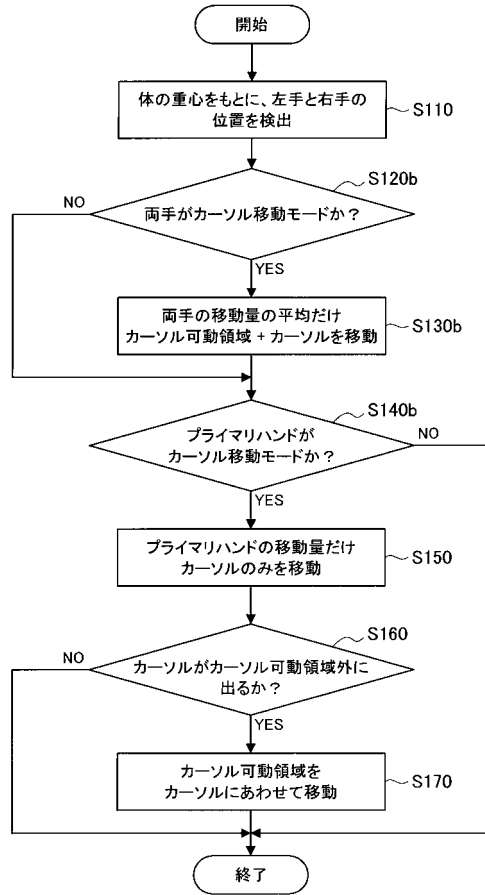 開始
体の重心をもとに、左手と右手の
位置を検出
S110
S120b
NO
両手がカーソル移動モードか？
YES
両手の移動量の平均だけ
カーソル可動領域 + カーソルを移動
S130b
S140b
プライマリハンドが
カーソル移動モードか？
NO
YES
プライマリハンドの移動量だけ
カーソルのみを移動
S150
S160
NO
カーソルがカーソル可動領域外に
出るか？
YES
カーソル可動領域を
カーソルにあわせて移動
S170
終了